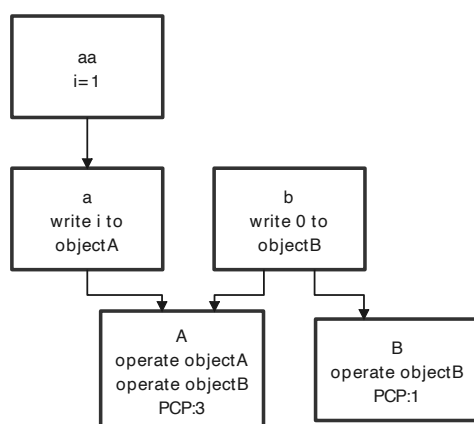 aa
i=1
a
write i to
objectA
b
write 0 to
objectB
A
operate objectA
operate objectB
PCP:3
B
operate objectB
PCP:1